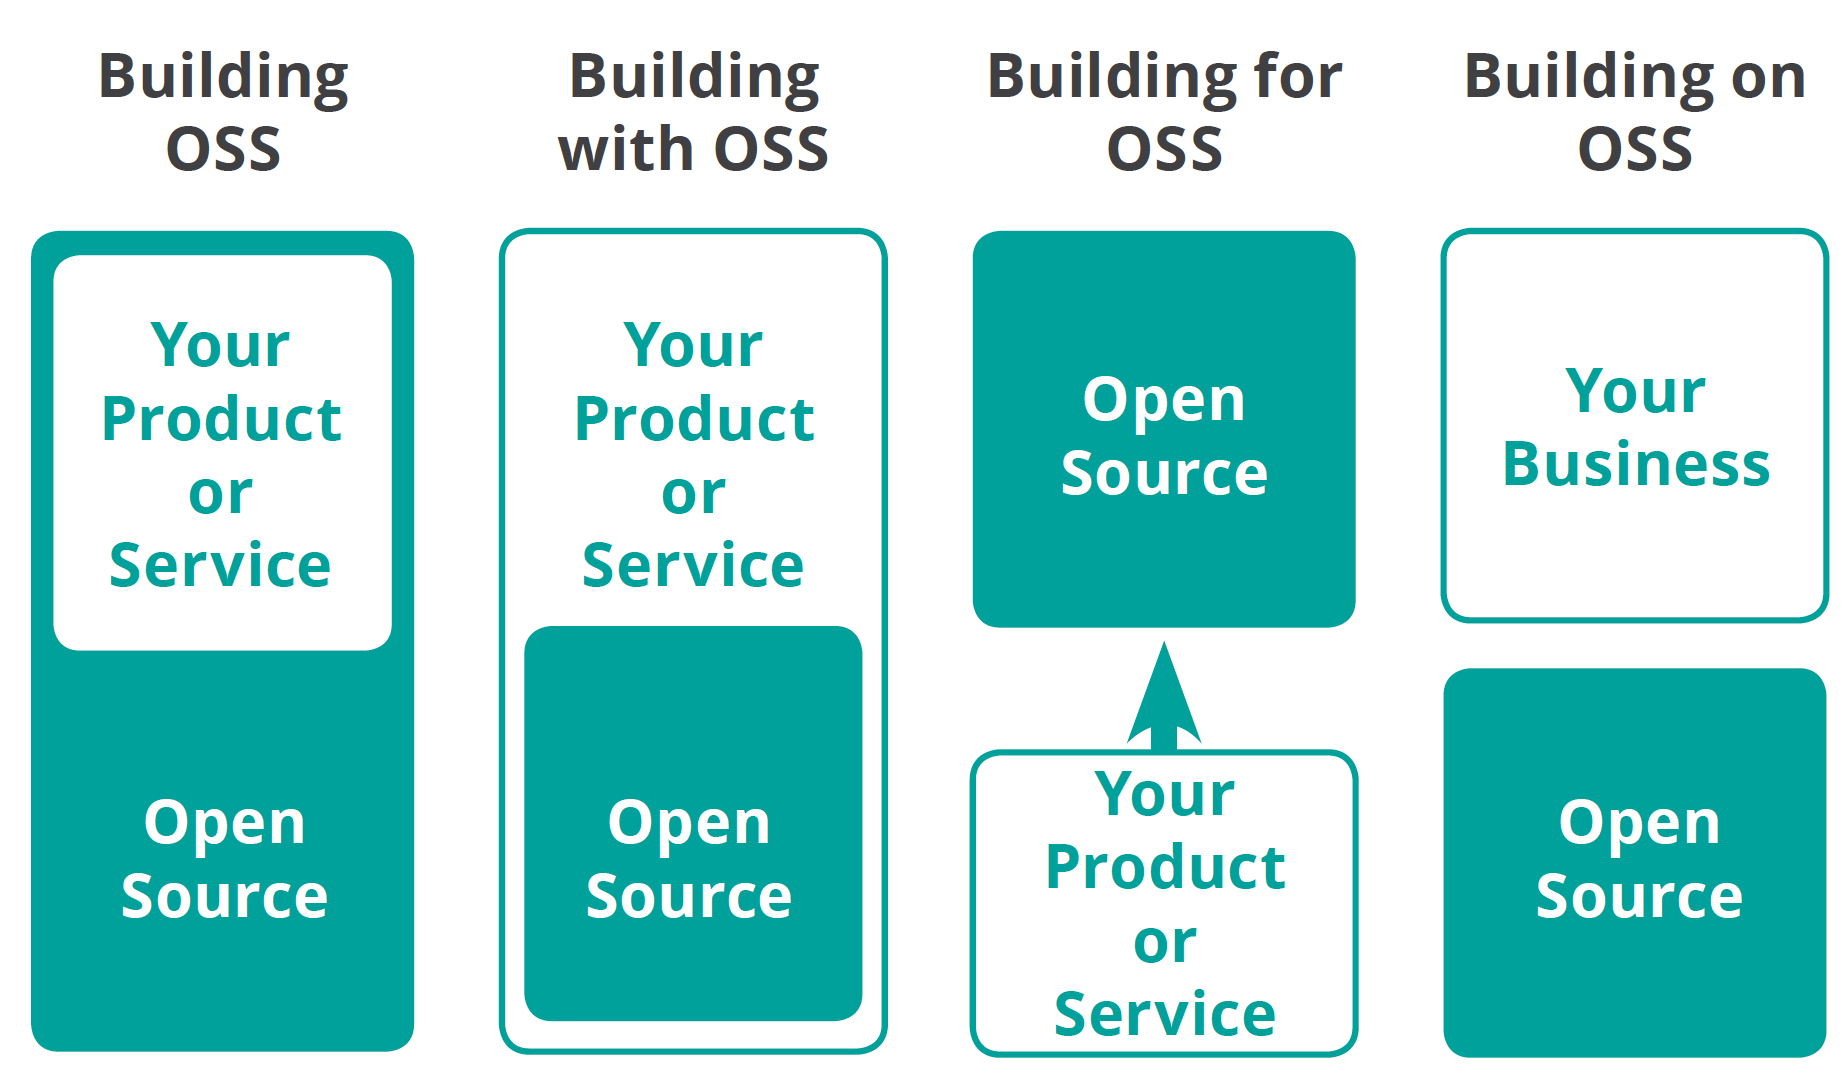 Building
OSS
Your
Product
or
Service
Open
Source
Building
with OSS
Your
Product
or
Service
Open
Source
Building for
OSS
Open
Source
Your
Product
or
Service
Building on
OSS
Your
Business
Open
Source